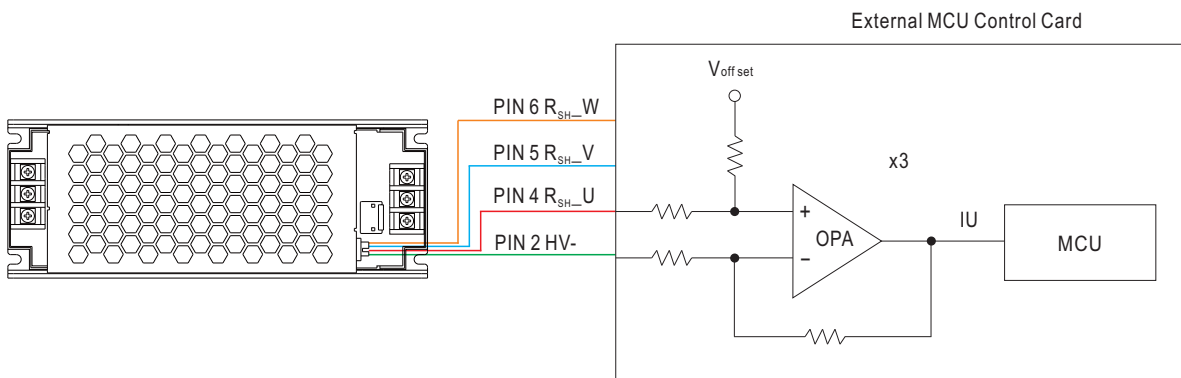 External MCU Control Card
Voffset
PIN 6 RSH_W
PIN 5 RSH_V
x3
PIN 4 RSH_U
PIN 2 HV-
+
OPA
−
IU
MCU